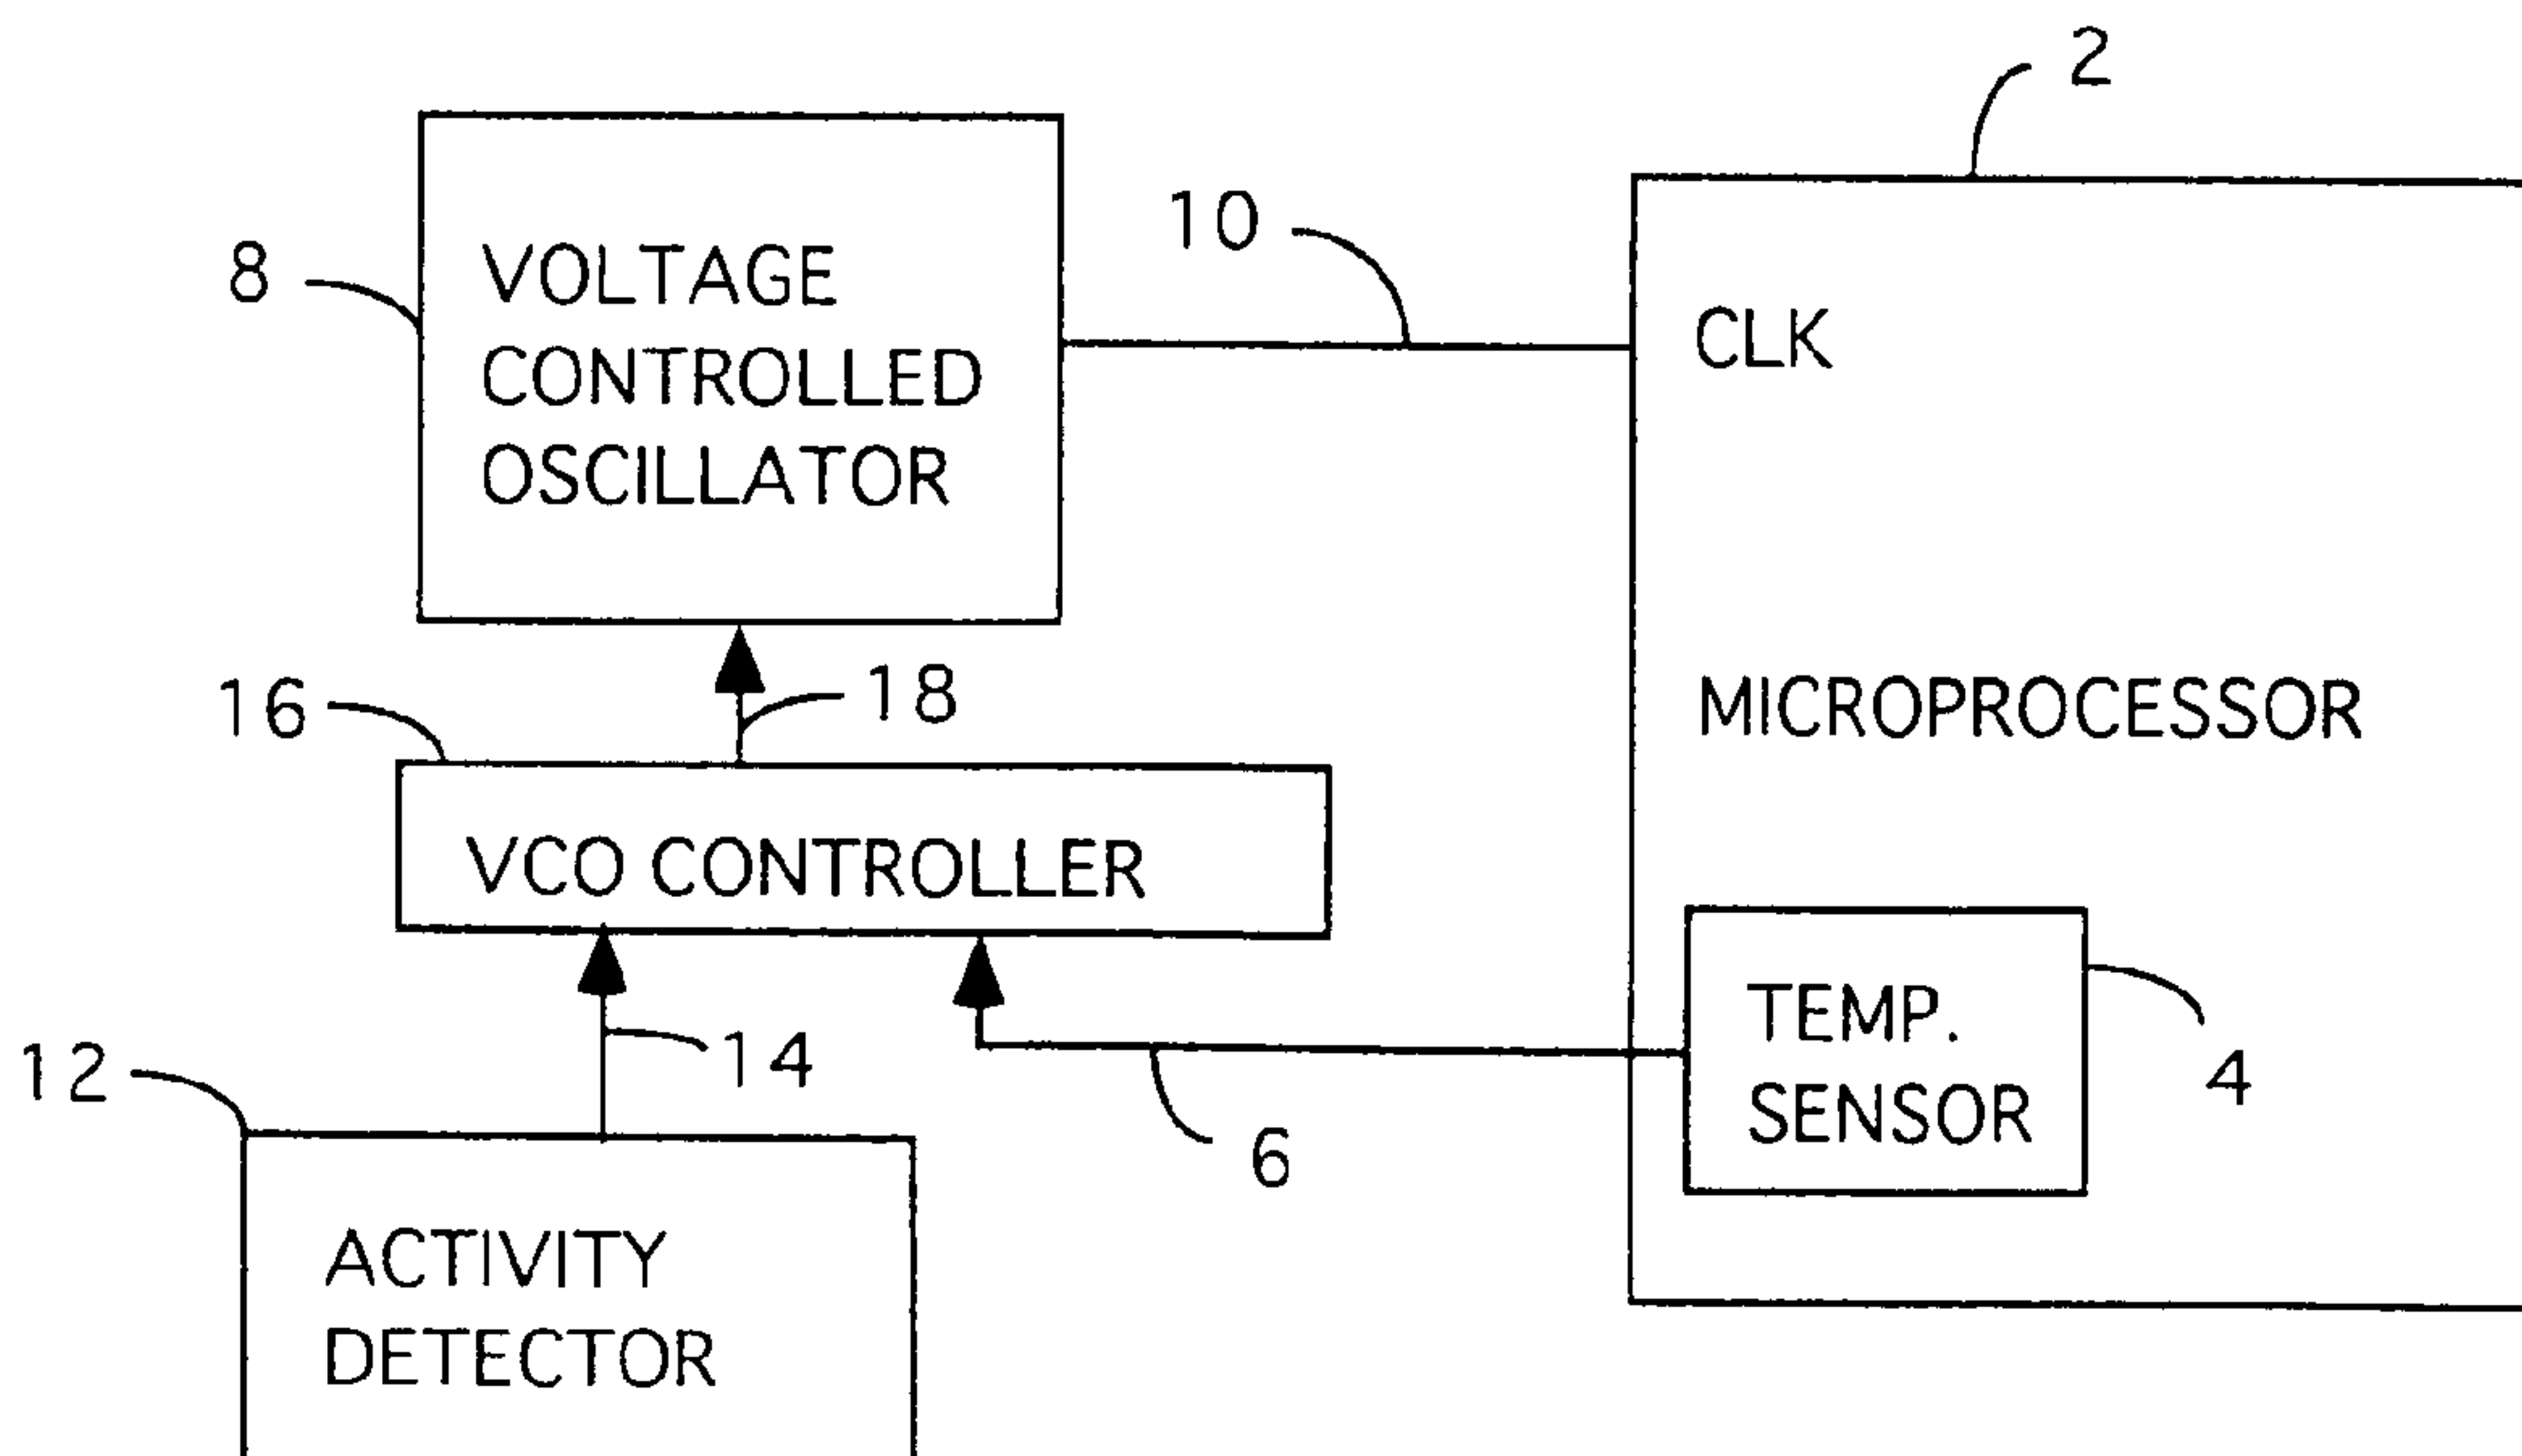 2
10
8
VOLTAGE
CONTROLLED
OSCILLATOR
CLK
16
18
MICROPROCESSOR
VCO CONTROLLER
12
14
6
TEMP.
SENSOR
4
ACTIVITY
DETECTOR